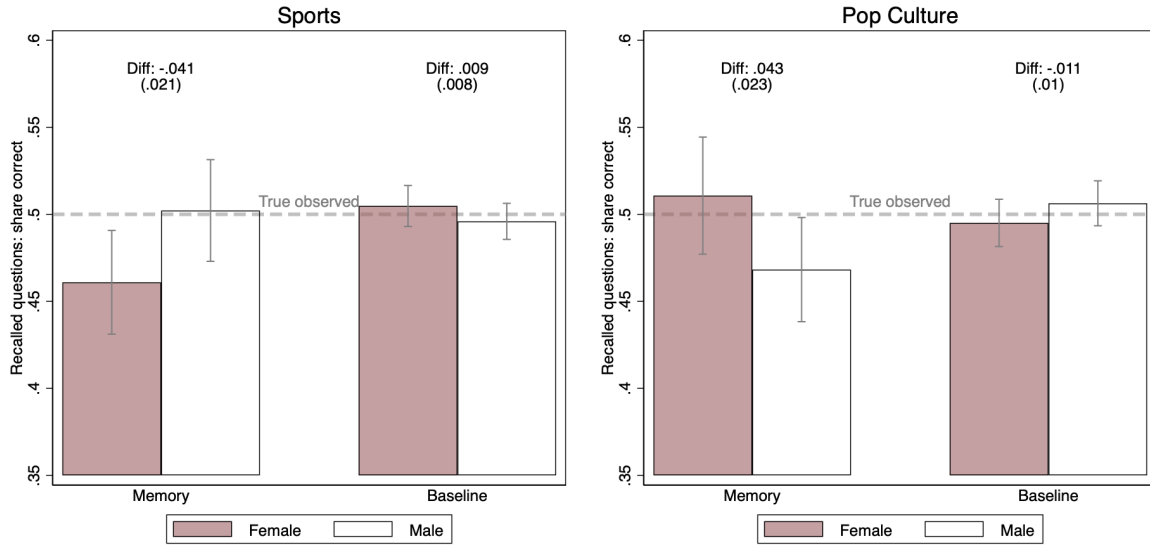 Sports
Recalled questions: share correct
.6
.55
.5
.45
.4
.35
Diff: -.041
(.021)
Diff: .009
(.008)
True observed
Memory
Baseline
Female
Male
Pop Culture
Recalled questions: share correct
.6
.55
.5
.45
.4
.35
Diff: .043
(.023)
Diff: -.011
(.01)
True observed
Memory
Baseline
Female
Male